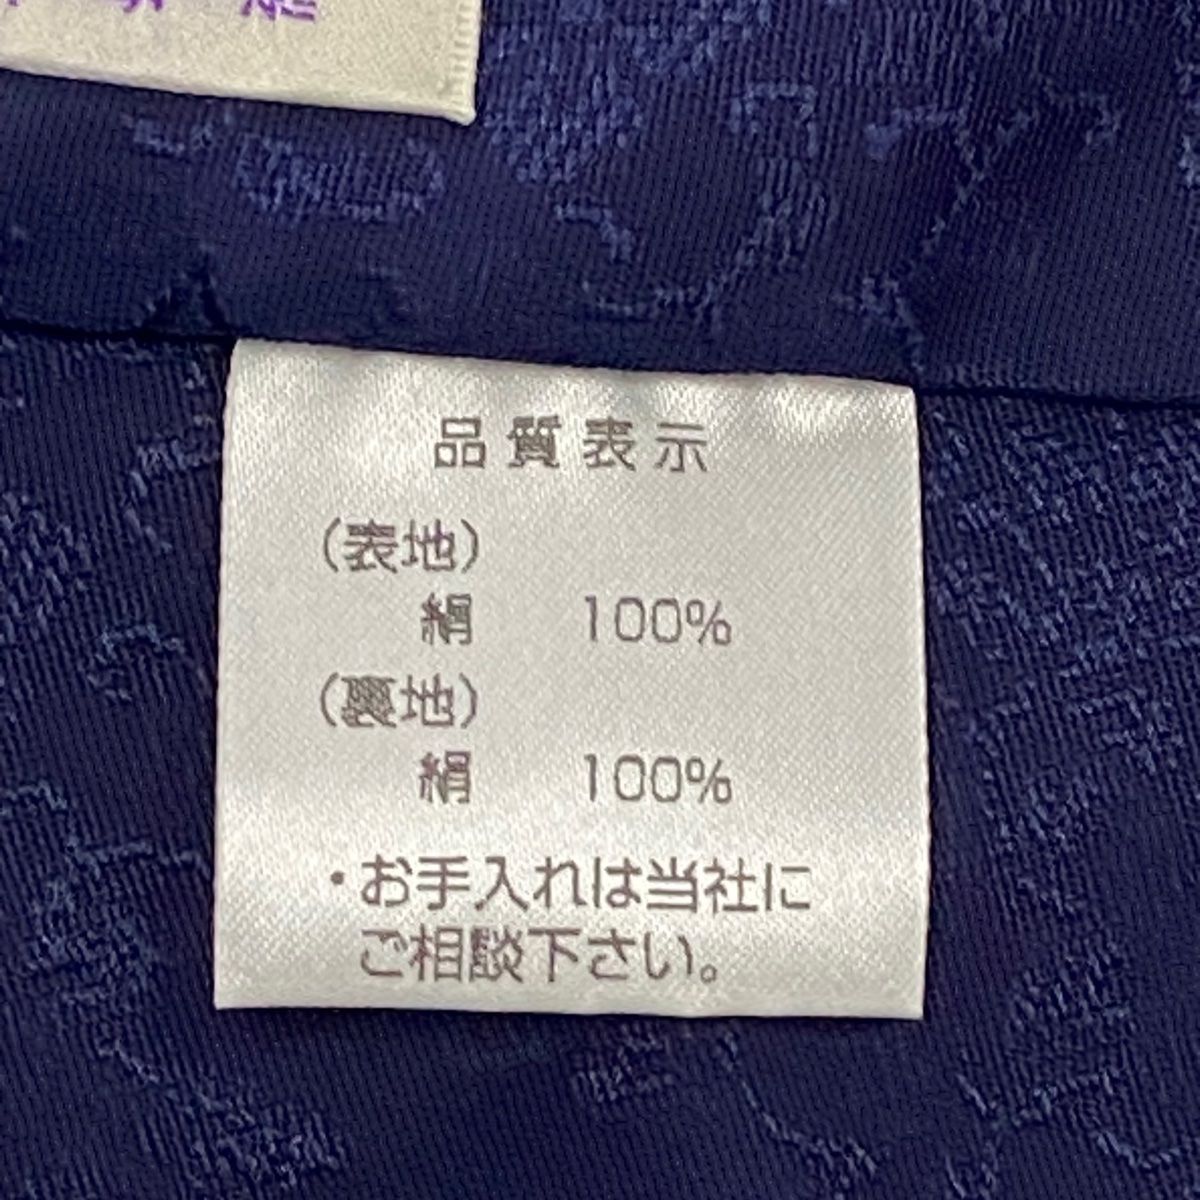 品質表示
(表地)
絹 100%
(裏地)
絹 100%
・お手入れは当社に
ご相談下さい。